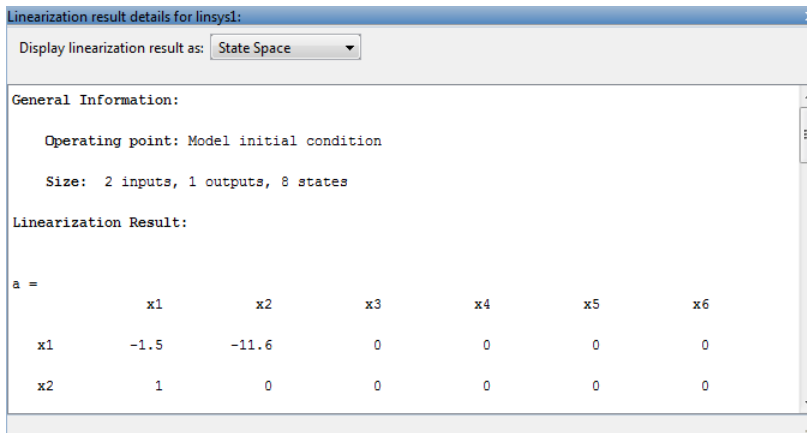 Linearization result details for linsys1:
Display linearization result as: State Space
General Information:
Operating point: Model initial condition
Size: 2 inputs, 1 outputs, 8 states
Linearization Result:
a =
x1 x2 x3 x4 x5 x6
x1 -1.5 -11.6 0 0 0 0
x2 1 0 0 0 0 0